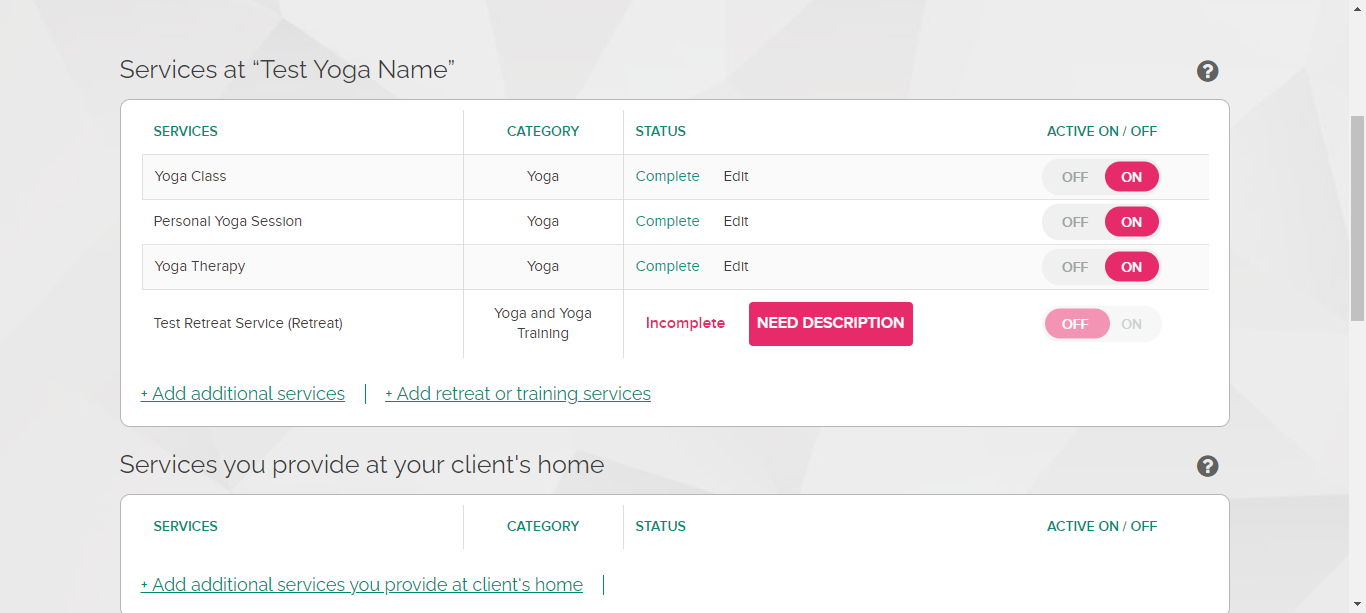 Services at “Test Yoga Name”
?
SERVICES CATEGORY STATUS ACTIVE ON / OFF
Yoga Class Yoga Complete Edit OFF ON
Personal Yoga Session Yoga Complete Edit OFF ON
Yoga Therapy Yoga Complete Edit OFF ON
Test Retreat Service (Retreat) Yoga and Yoga
Training Incomplete NEED DESCRIPTION OFF ON
+ Add additional services | + Add retreat or training services
Services you provide at your client's home
?
SERVICES CATEGORY STATUS ACTIVE ON / OFF
+ Add additional services you provide at client's home |